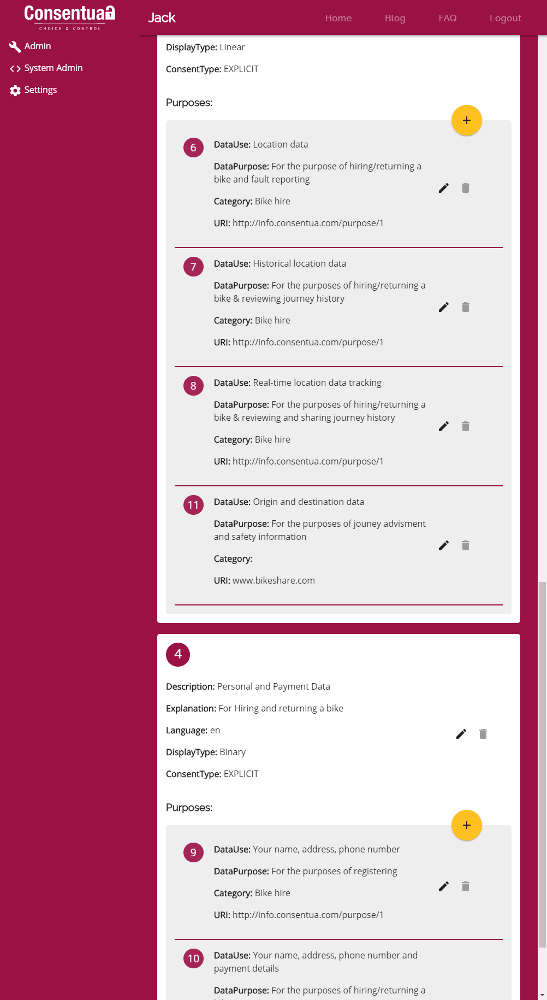 Consentua
CHOICE & CONTROL
Jack
Home
Blog
FAQ
Logout
Admin
System Admin
Settings
DisplayType: Linear
ConsentType: EXPLICIT
Purposes:
+
6
DataUse: Location data
DataPurpose: For the purpose of hiring/returning a
bike and fault reporting
Category: Bike hire
URI: http://info.consentua.com/purpose/1
7
DataUse: Historical location data
DataPurpose: For the purposes of hiring/returning a
bike & reviewing journey history
Category: Bike hire
URI: http://info.consentua.com/purpose/1
8
DataUse: Real-time location data tracking
DataPurpose: For the purposes of hiring/returning a
bike & reviewing and sharing journey history
Category: Bike hire
URI: http://info.consentua.com/purpose/1
11
DataUse: Origin and destination data
DataPurpose: For the purposes of jouney advisment
and safety information
Category:
URI: www.bikeshare.com
4
Description: Personal and Payment Data
Explanation: For Hiring and returning a bike
Language: en
DisplayType: Binary
ConsentType: EXPLICIT
Purposes:
+
9
DataUse: Your name, address, phone number
DataPurpose: For the purposes of registering
Category: Bike hire
URI: http://info.consentua.com/purpose/1
10
DataUse: Your name, address, phone number and
payment details
DataPurpose: For the purposes of hiring/returning a